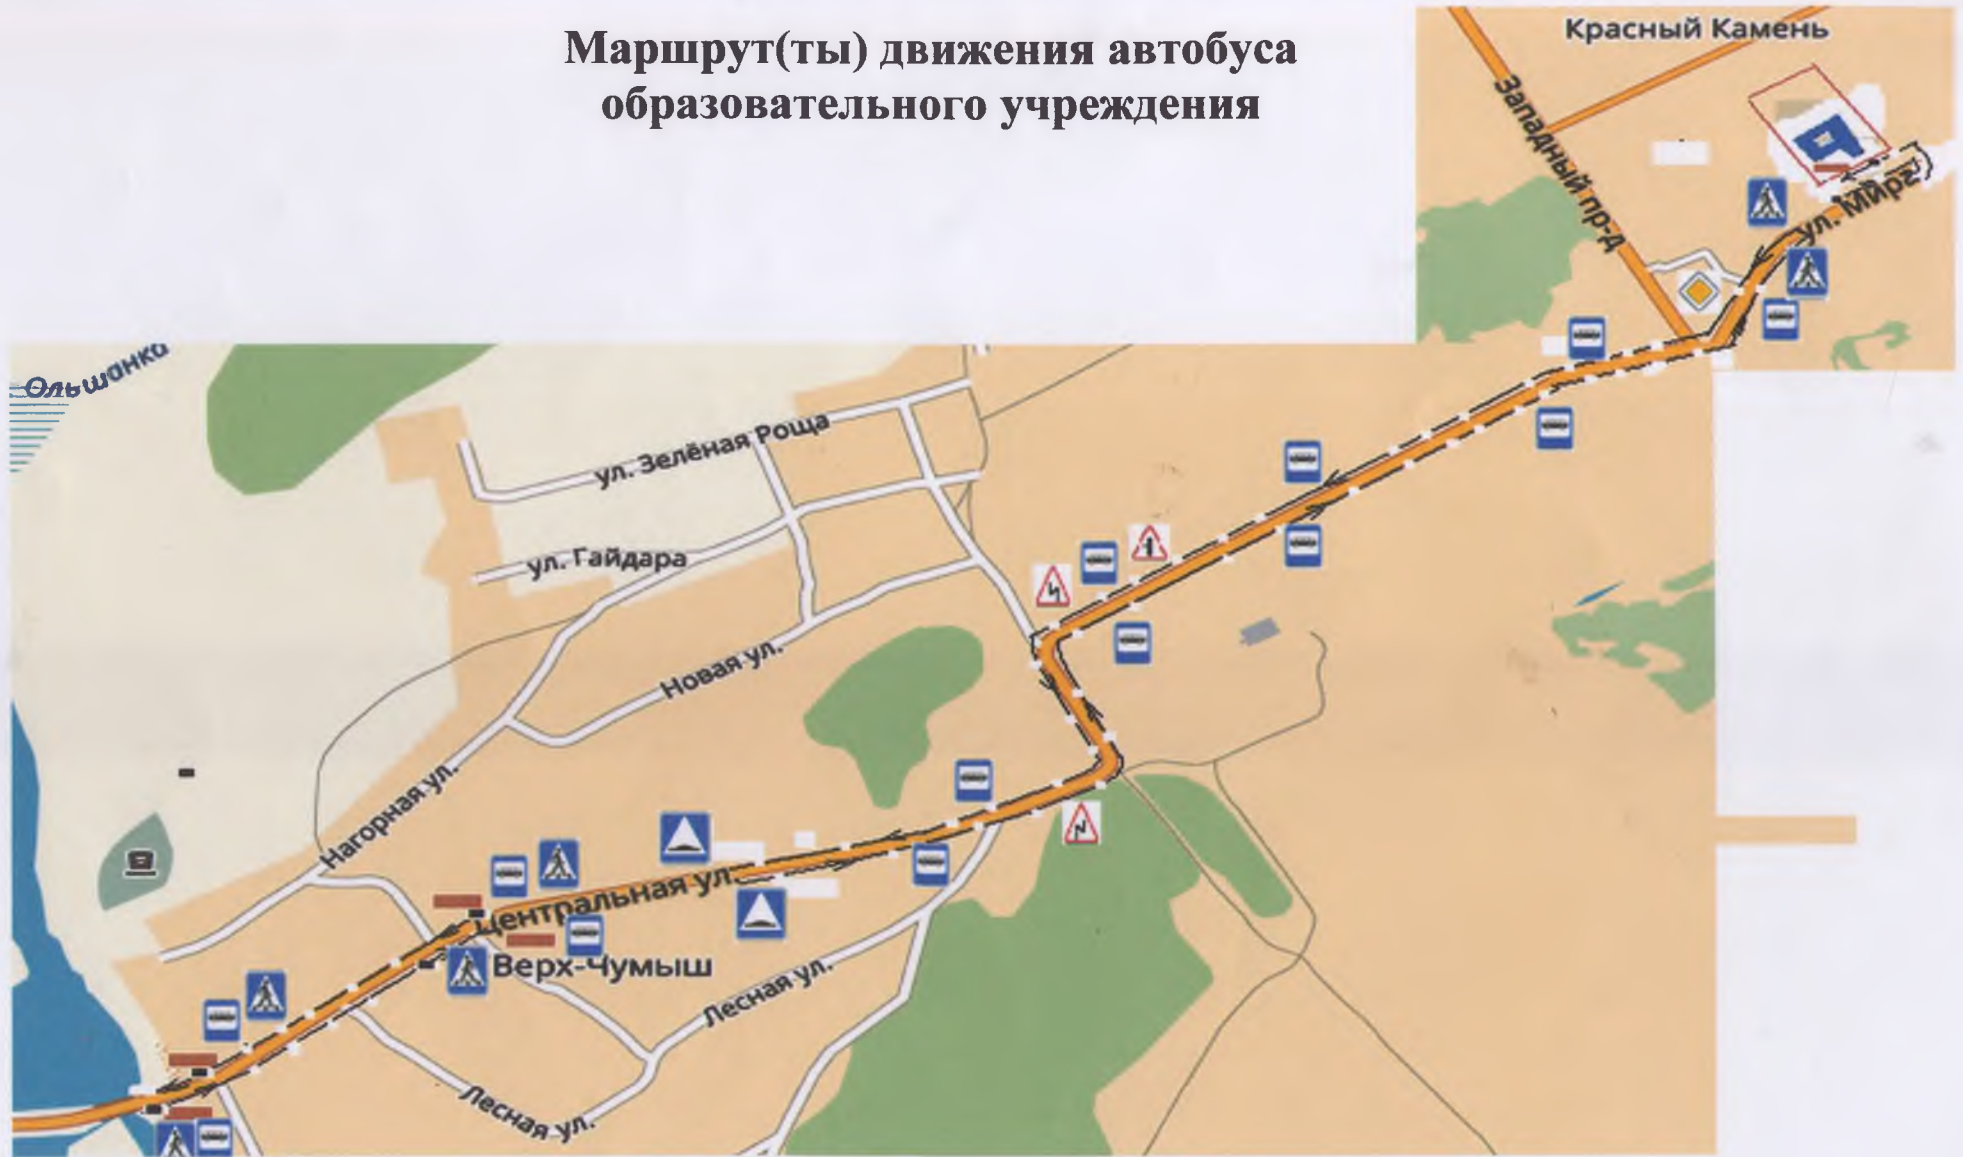 Маршрут(ты) движения автобуса
образовательного учреждения
Красный Камень
Западный пр-д
ул. Мира
Ольшанка
ул. Зелёная Роща
ул. Гайдара
Новая ул.
Нагорная ул.
Центральная ул.
Верх-Чумыш
Лесная ул.
Лесная ул.